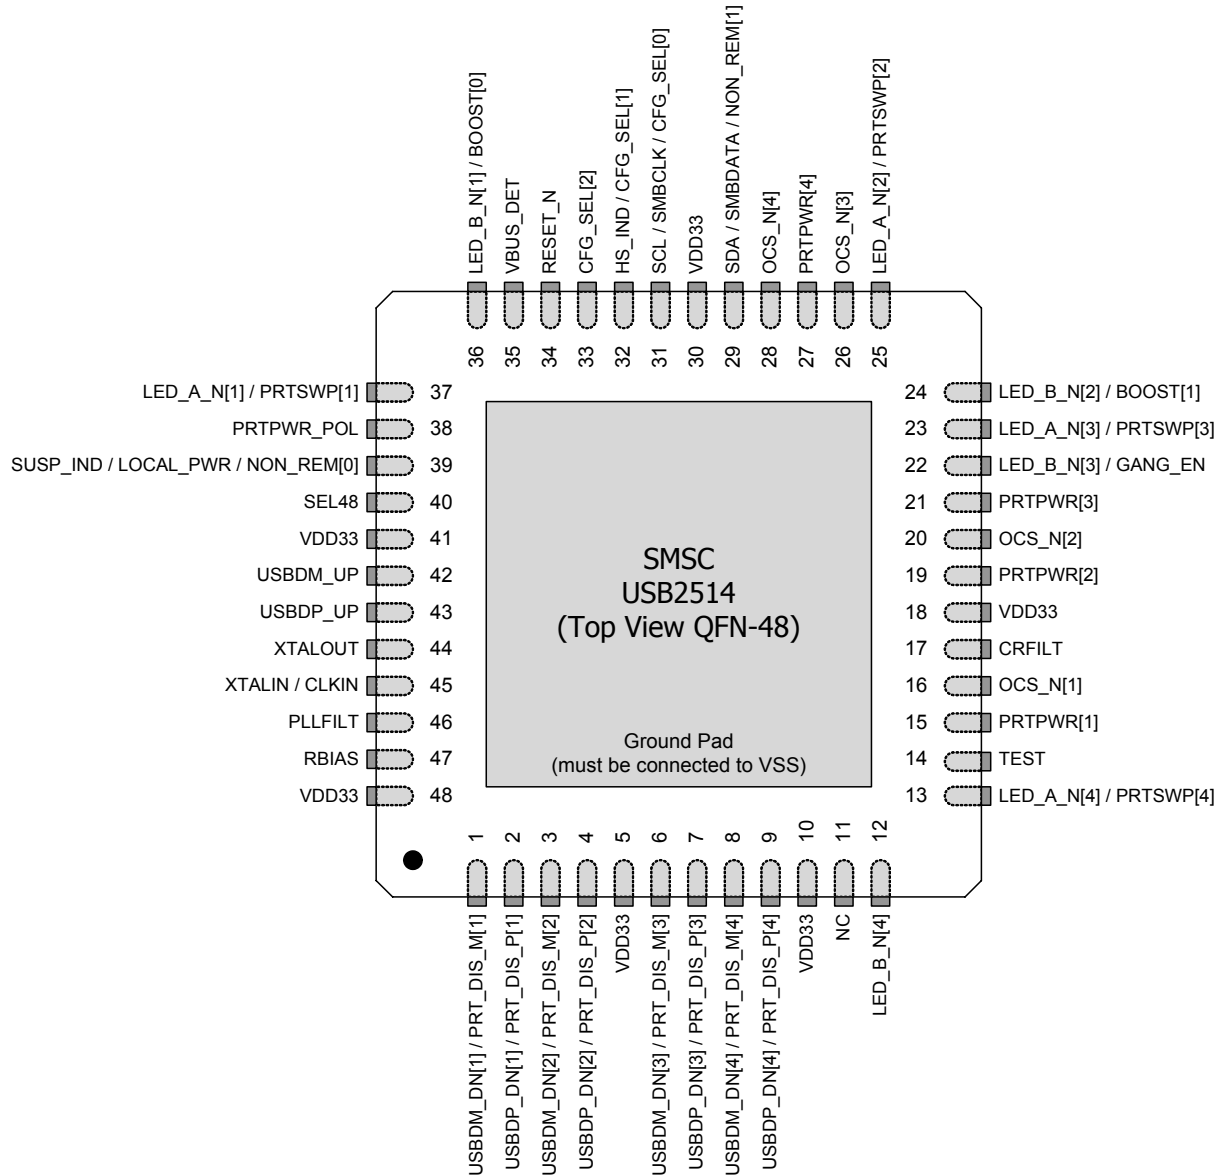 LED_B_N[1] / BOOST[0]
VBUS_DET
RESET_N
CFG_SEL[2]
HS_IND / CFG_SEL[1]
SCL / SMBCLK / CFG_SEL[0]
VDD33
SDA / SMBDATA / NON_REM[1]
OCS_N[4]
PRTPWR[4]
OCS_N[3]
LED_A_N[2] / PRTSWP[2]
36
35
34
33
32
31
30
29
28
27
26
25
LED_A_N[1] / PRTSWP[1] 37
PRTPWR_POL 38
SUSP_IND / LOCAL_PWR / NON_REM[0] 39
SEL48 40
VDD33 41
USBDM_UP 42
USBDP_UP 43
XTALOUT 44
XTALIN / CLKIN 45
PLLFILT 46
RBIAS 47
VDD33 48
SMSC
USB2514
(Top View QFN-48)
Ground Pad
(must be connected to VSS)
24 LED_B_N[2] / BOOST[1]
23 LED_A_N[3] / PRTSWP[3]
22 LED_B_N[3] / GANG_EN
21 PRTPWR[3]
20 OCS_N[2]
19 PRTPWR[2]
18 VDD33
17 CRFILT
16 OCS_N[1]
15 PRTPWR[1]
14 TEST
13 LED_A_N[4] / PRTSWP[4]
1
2
3
4
5
6
7
8
9
10
11
12
USBDM_DN[1] / PRT_DIS_M[1]
USBDP_DN[1] / PRT_DIS_P[1]
USBDM_DN[2] / PRT_DIS_M[2]
USBDP_DN[2] / PRT_DIS_P[2]
VDD33
USBDM_DN[3] / PRT_DIS_M[3]
USBDP_DN[3] / PRT_DIS_P[3]
USBDM_DN[4] / PRT_DIS_M[4]
USBDP_DN[4] / PRT_DIS_P[4]
VDD33
NC
LED_B_N[4]